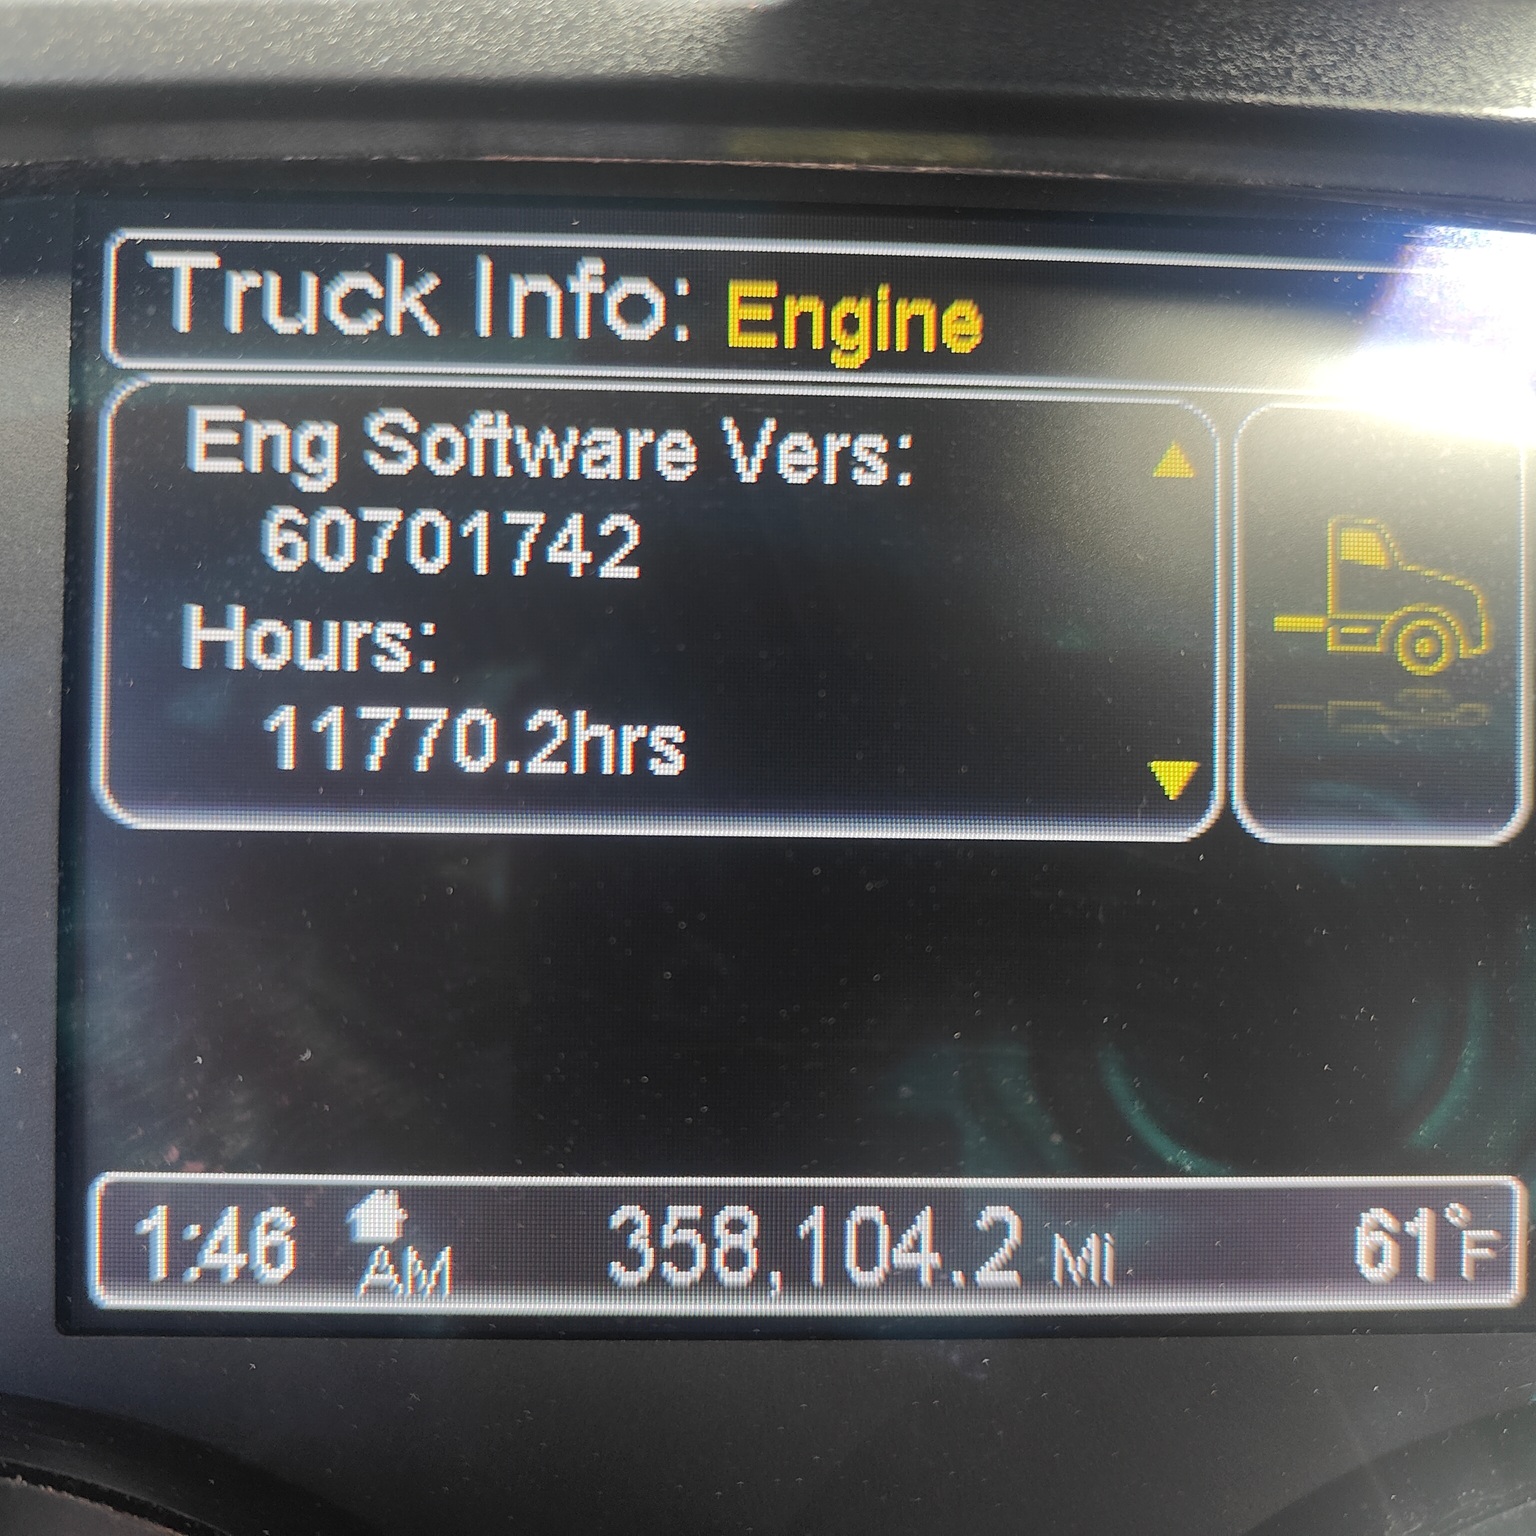 Truck Info: Engine
Eng Software Vers:
60701742
Hours:
11770.2hrs
1:46 AM 358,104.2 Mi 61°F